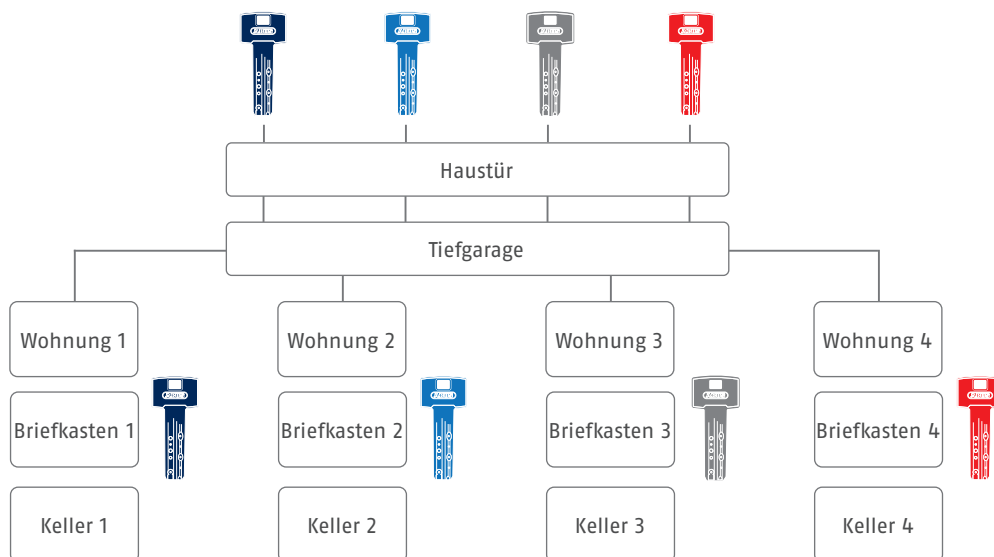 Haustür
Tiefgarage
Wohnung 1
Wohnung 2
Wohnung 3
Wohnung 4
Briefkasten 1
Briefkasten 2
Briefkasten 3
Briefkasten 4
Keller 1
Keller 2
Keller 3
Keller 4